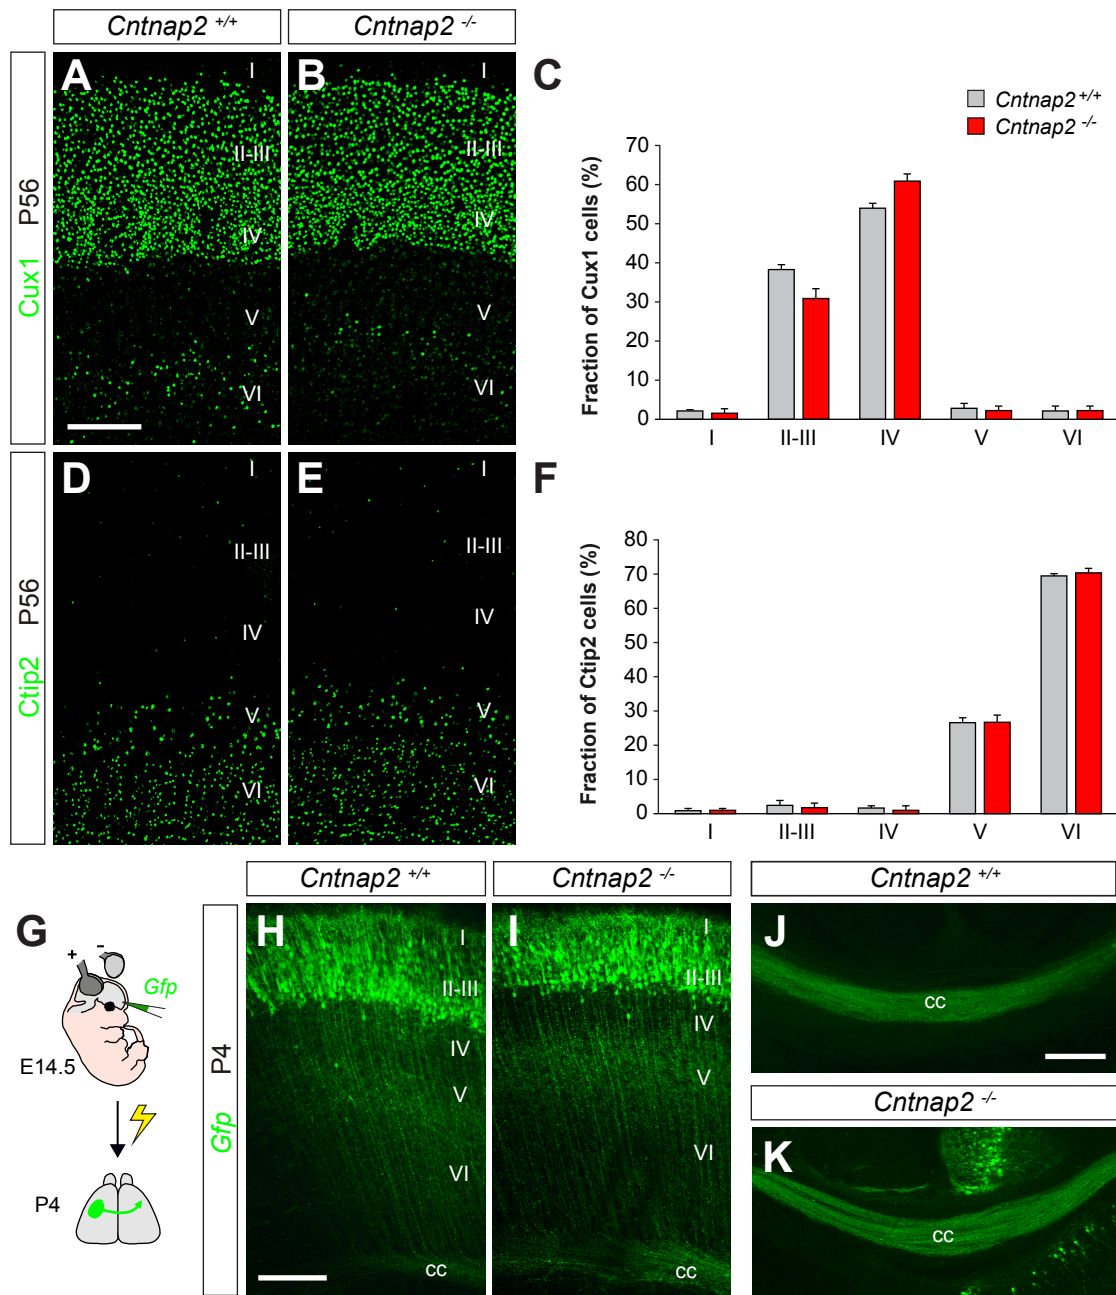 Cntnap2 +/+
Cntnap2 -/-
Cux1 P56
A
I
II-III
IV
V
VI
B
I
II-III
IV
V
VI
C
Cntnap2 +/+
Cntnap2 -/-
Fraction of Cux1 cells (%)
70
60
50
40
30
20
10
0
I II-III IV V VI
Ctip2 P56
D
I
II-III
IV
V
VI
E
I
II-III
IV
V
VI
F
Fraction of Ctip2 cells (%)
80
70
60
50
40
30
20
10
0
I II-III IV V VI
G
+ -
Gfp
E14.5
P4
Cntnap2 +/+
Cntnap2 -/-
Gfp P4
H
I
II-III
IV
V
VI
cc
I
I
II-III
IV
V
VI
cc
Cntnap2 +/+
J
cc
Cntnap2 -/-
K
cc